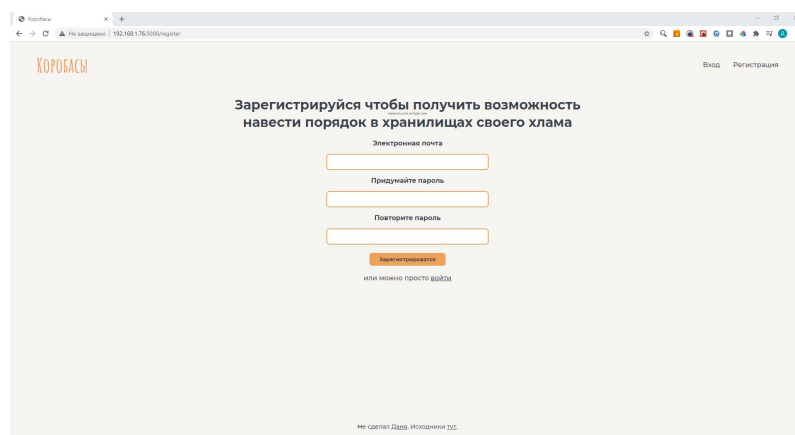 Коробасы
Не защищено | 192.168.1.76:3000/register
Коробасы
Вход
Регистрация
Зарегистрируйся чтобы получить возможность
навести порядок в хранилищах своего хлама
Электронная почта
Придумайте пароль
Повторите пароль
Зарегистрироватся
или можно просто войти
Не сделал Даня. Исходники тут.